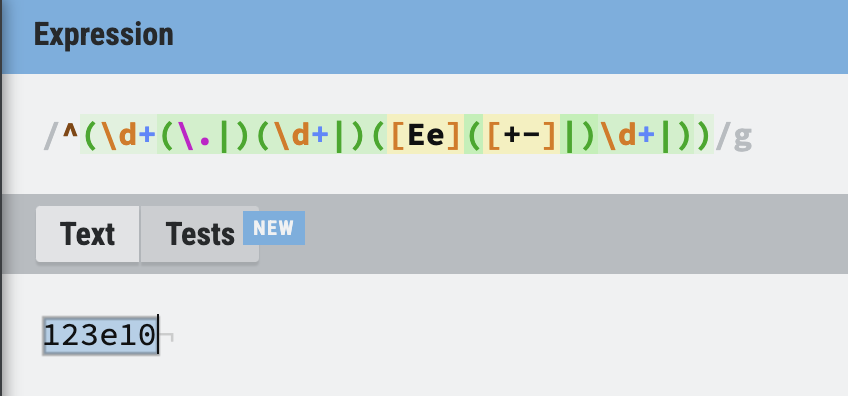 Expression
/^(\d+(\.|)(\d+|)([Ee]([+-]|)\d+|))/g
Text Tests NEW
123e10¬